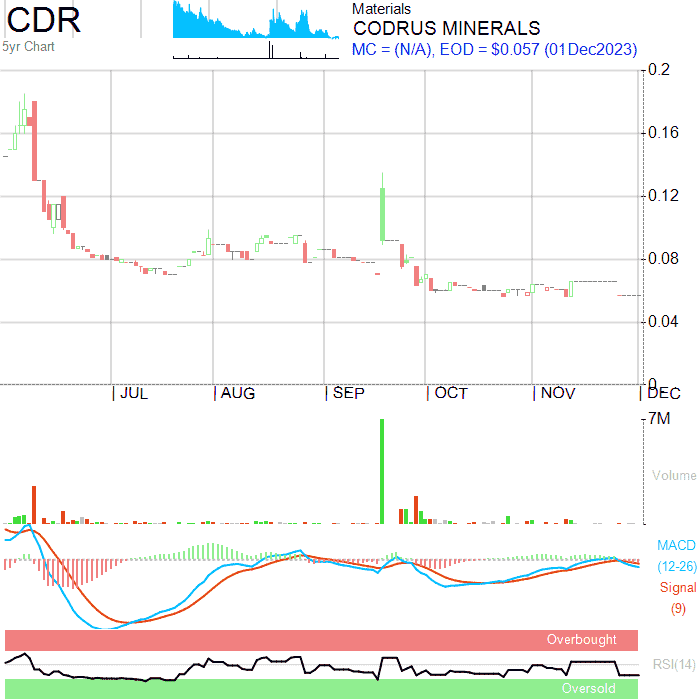 CDR
5yr Chart
Materials
CODRUS MINERALS
MC = (N/A), EOD = $0.057 (01Dec2023)
0.2
0.16
0.12
0.08
0.04
0
JUL AUG SEP OCT NOV DEC
7M
Volume
MACD
(12-26)
Signal
(9)
Overbought
RSI(14)
Oversold